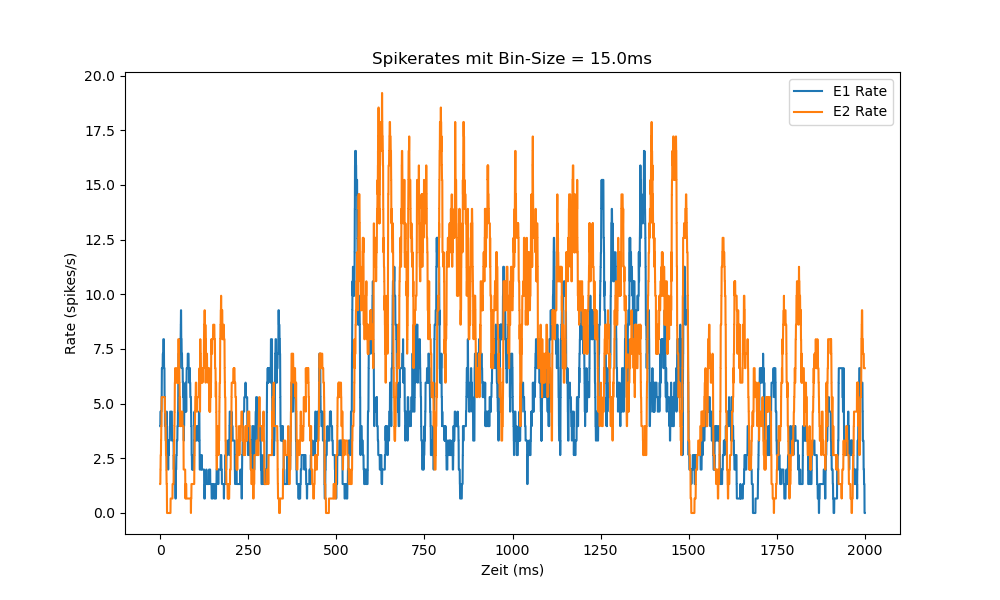 Spikerates mit Bin-Size = 15.0ms
E1 Rate
E2 Rate
Rate (spikes/s)
20.0
17.5
15.0
12.5
10.0
7.5
5.0
2.5
0.0
0 250 500 750 1000 1250 1500 1750 2000
Zeit (ms)